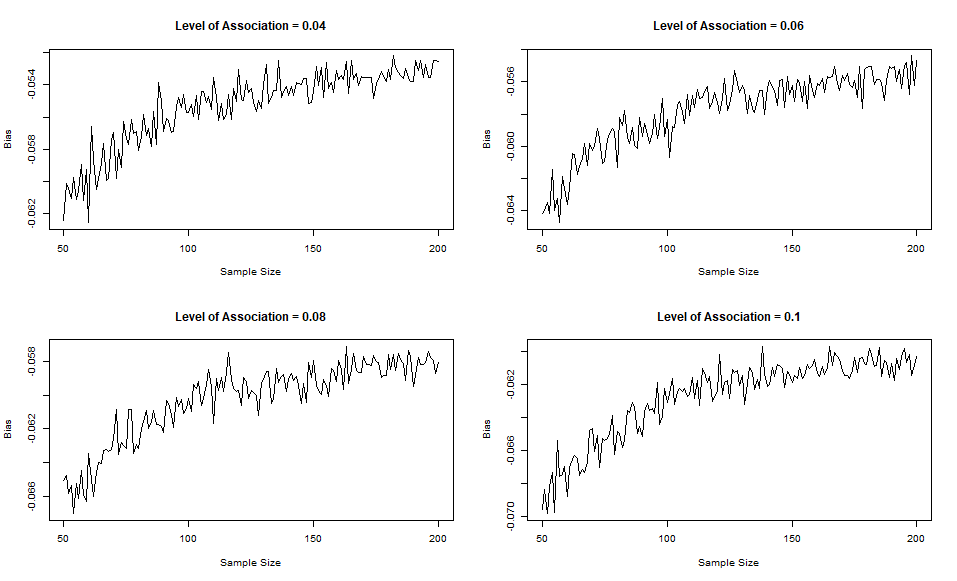 Level of Association = 0.04
Bias
-0.054
-0.058
-0.062
50 100 150 200
Sample Size
Level of Association = 0.06
Bias
-0.056
-0.060
-0.064
50 100 150 200
Sample Size
Level of Association = 0.08
Bias
-0.058
-0.062
-0.066
50 100 150 200
Sample Size
Level of Association = 0.1
Bias
-0.062
-0.066
-0.070
50 100 150 200
Sample Size